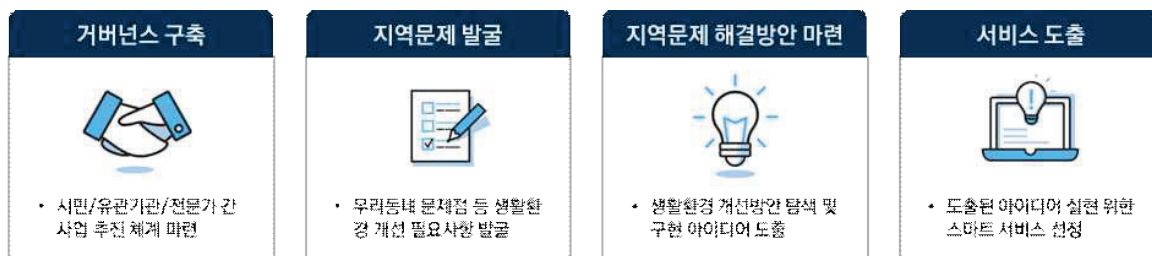 거버넌스 구축
• 시민/유관기관/전문가 간
사업 추진 체계 마련
지역문제 발굴
• 우리동네 문제점 등 생활환
경 개선 필요사항 발굴
지역문제 해결방안 마련
• 생활환경 개선방안 탐색 및
구현 아이디어 도출
서비스 도출
• 도출된 아이디어 실현 위한
스마트 서비스 선정